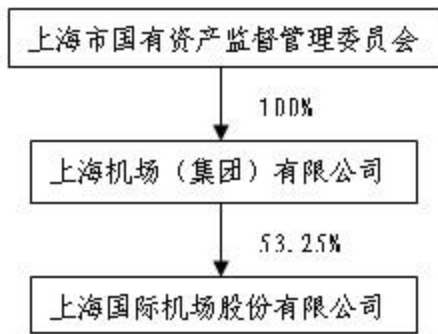 上海市国有资产监督管理委员会
100%
上海机场（集团）有限公司
53.25%
上海国际机场股份有限公司